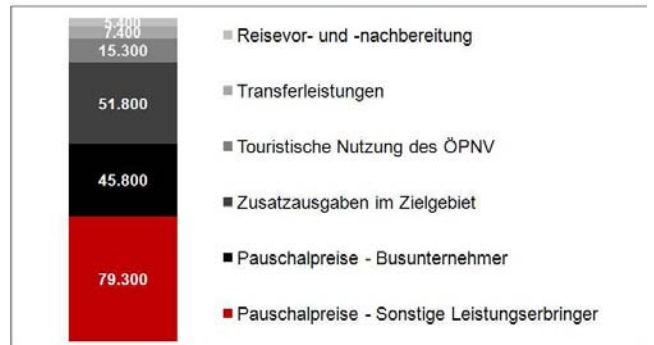 5.400
7.400
15.300
51.800
45.800
79.300
Reisevor- und -nachbereitung
Transferleistungen
Touristische Nutzung des ÖPNV
Zusatzausgaben im Zielgebiet
Pauschalpreise - Busunternehmer
Pauschalpreise - Sonstige Leistungserbringer